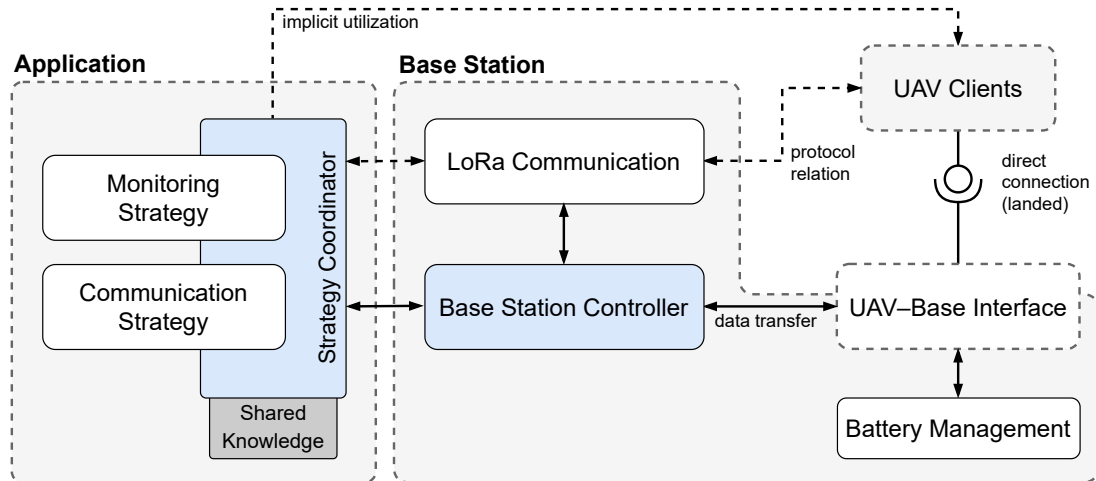 implicit utilization
Application
Base Station
UAV Clients
LoRa Communication
protocol
relation
direct
connection
(landed)
Monitoring
Strategy
Strategy Coordinator
Communication
Strategy
Base Station Controller
data transfer
UAV–Base Interface
Shared
Knowledge
Battery Management